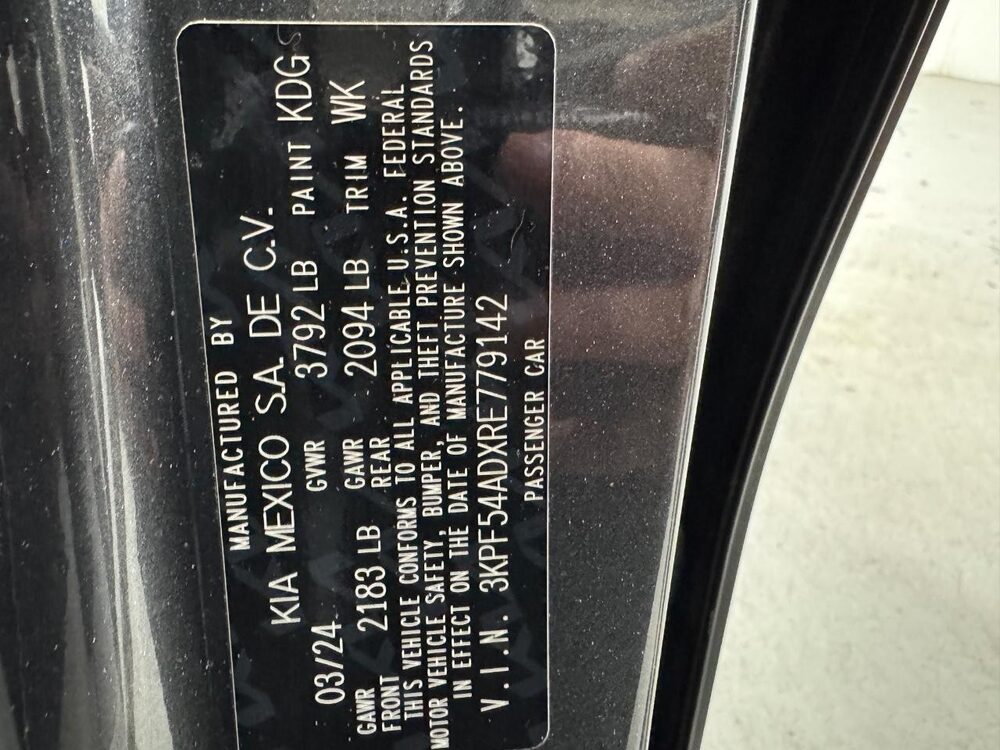 MANUFACTURED BY
KIA MEXICO S.A. DE C.V.
03/24 GVWR 3792 LB PAINT KDG
GAWR FRONT 2183 LB GAWR REAR 2094 LB TRIM WK
THIS VEHICLE CONFORMS TO ALL APPLICABLE U.S.A. FEDERAL
MOTOR VEHICLE SAFETY, BUMPER, AND THEFT PREVENTION STANDARDS
IN EFFECT ON THE DATE OF MANUFACTURE SHOWN ABOVE.
V.I.N. 3KPF54ADXRE779142
PASSENGER CAR